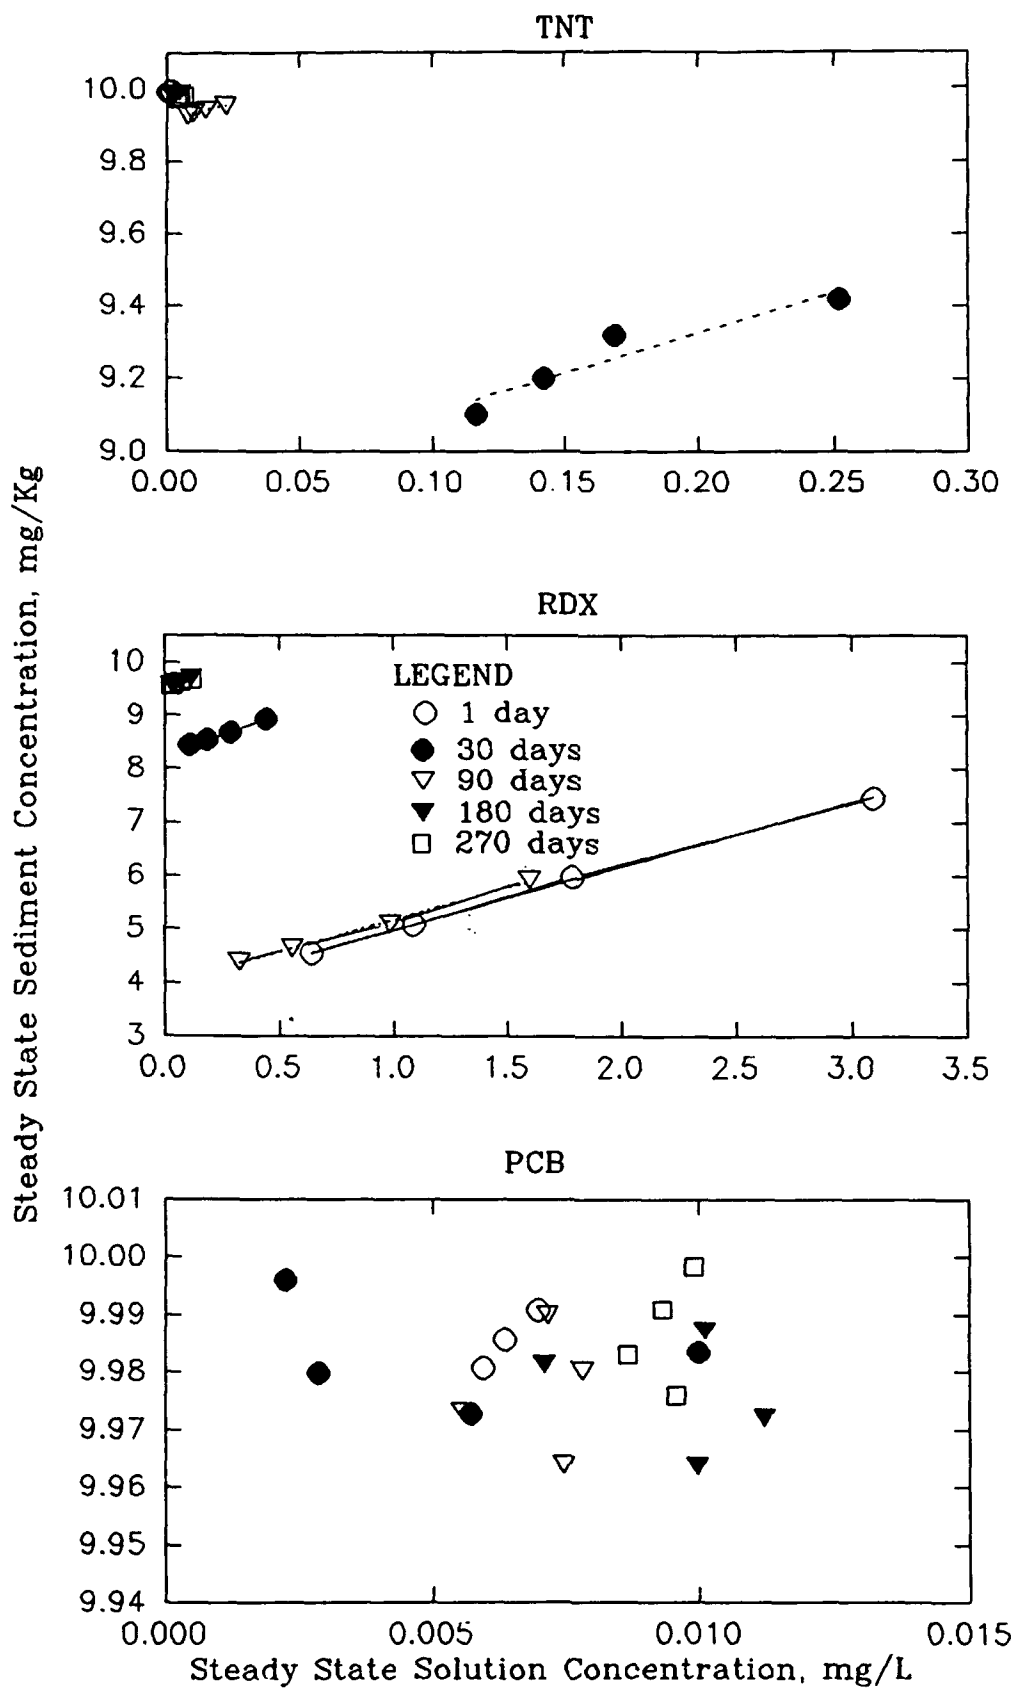 TNT
10.0
9.8
9.6
9.4
9.2
9.0
0.00 0.05 0.10 0.15 0.20 0.25 0.30
Steady State Sediment Concentration, mg/Kg
RDX
10
9
8
7
6
5
4
3
LEGEND
1 day
30 days
90 days
180 days
270 days
0.0 0.5 1.0 1.5 2.0 2.5 3.0 3.5
PCB
10.01
10.00
9.99
9.98
9.97
9.96
9.95
9.94
0.000 0.005 0.010 0.015
Steady State Solution Concentration, mg/L